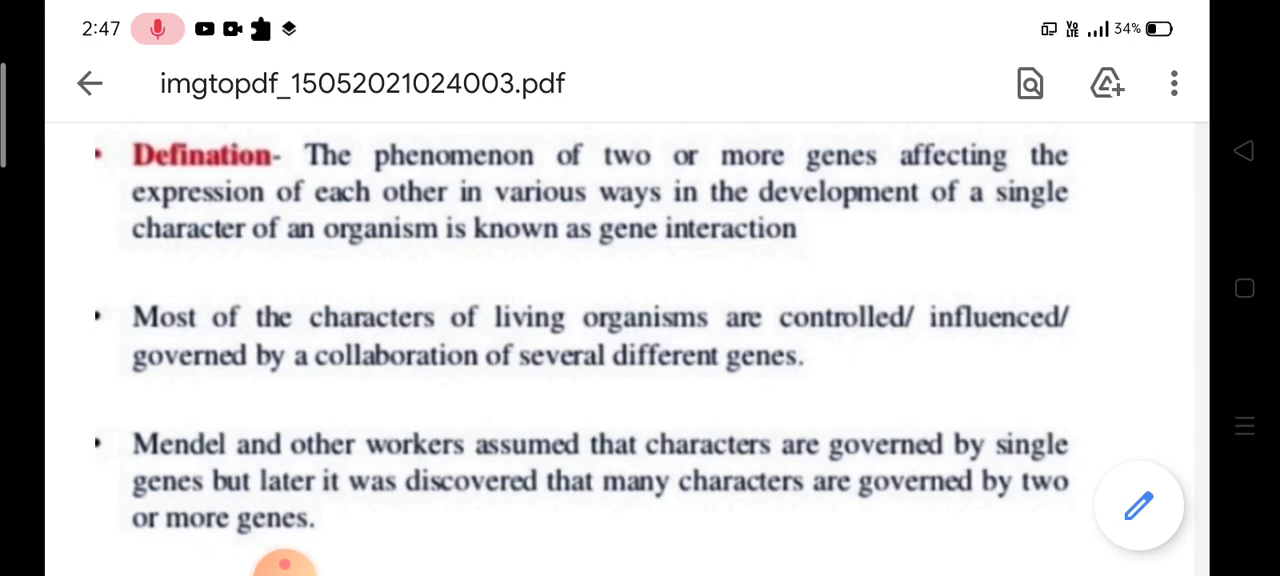 2:47 Vo LTE 34%
imgtopdf_15052021024003.pdf
• Defination- The phenomenon of two or more genes affecting the
expression of each other in various ways in the development of a single
character of an organism is known as gene interaction
• Most of the characters of living organisms are controlled/ influenced/
governed by a collaboration of several different genes.
• Mendel and other workers assumed that characters are governed by single
genes but later it was discovered that many characters are governed by two
or more genes.